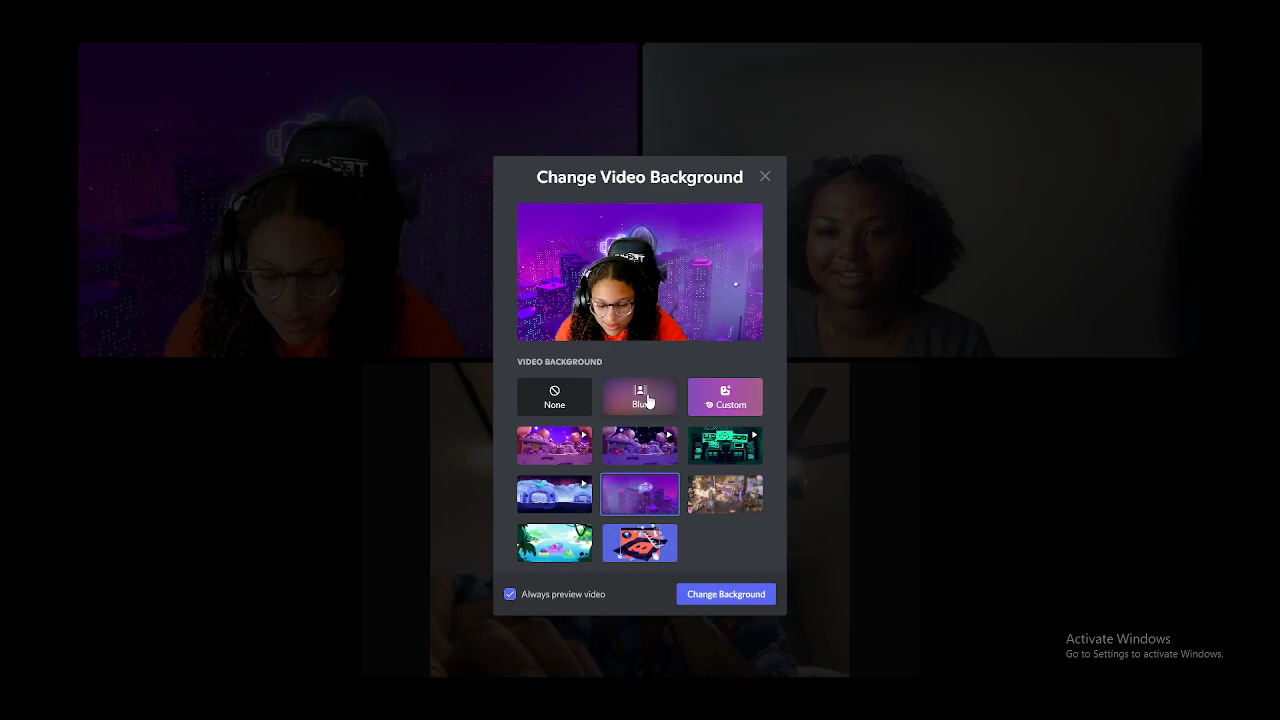 Change Video Background
VIDEO BACKGROUND
None
Custom
Always preview video
Change Background
Activate Windows
Go to Settings to activate Windows.